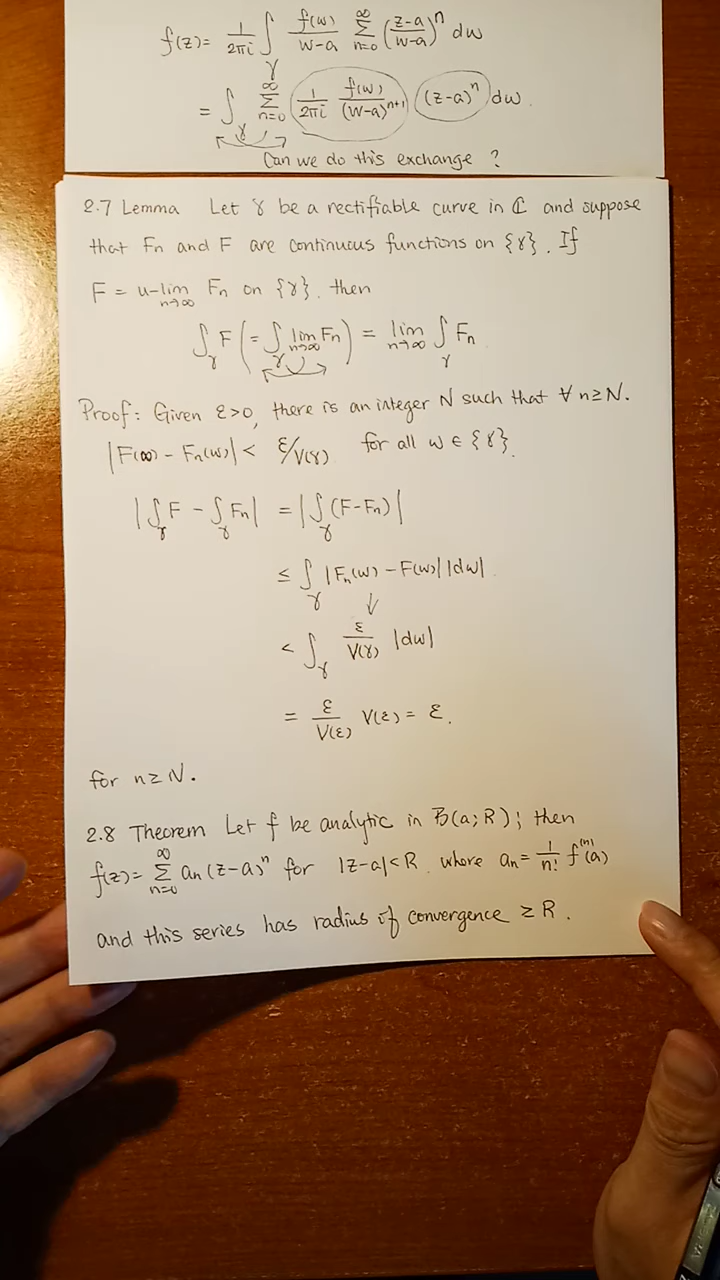 f(z) = 1/2πi ∫_γ f(w)/w-a ∑_{n=0}^∞ (z-a/w-a)^n dw
= ∫_γ ∑_{n=0}^∞ (1/2πi f(w)/(w-a)^{n+1}) (z-a)^n dw.
Can we do this exchange ?
2.7 Lemma Let γ be a rectifiable curve in ℂ and suppose
that Fn and F are continuous functions on {γ}. If
F = u-lim_{n→∞} Fn on {γ}, then
∫_γ F (= ∫_γ lim_{n→∞} Fn) = lim_{n→∞} ∫_γ Fn
Proof: Given ε>0, there is an integer N such that ∀ n≥N.
|F(∞) - Fn(w)| < ε/V(γ) for all w ∈ {γ}.
|∫_γ F - ∫_γ Fn| = |∫_γ (F-Fn)|
≤ ∫_γ |Fn(w) - F(w)| |dw|.
< ∫_γ ε/V(γ) |dw|
= ε/V(ε) V(ε) = ε.
for n≥N.
2.8 Theorem Let f be analytic in B(a;R); then
f(z) = ∑_{n=0}^∞ an (z-a)^n for |z-a|<R. where an = 1/n! f^{(n)}(a)
and this series has radius of convergence ≥ R.